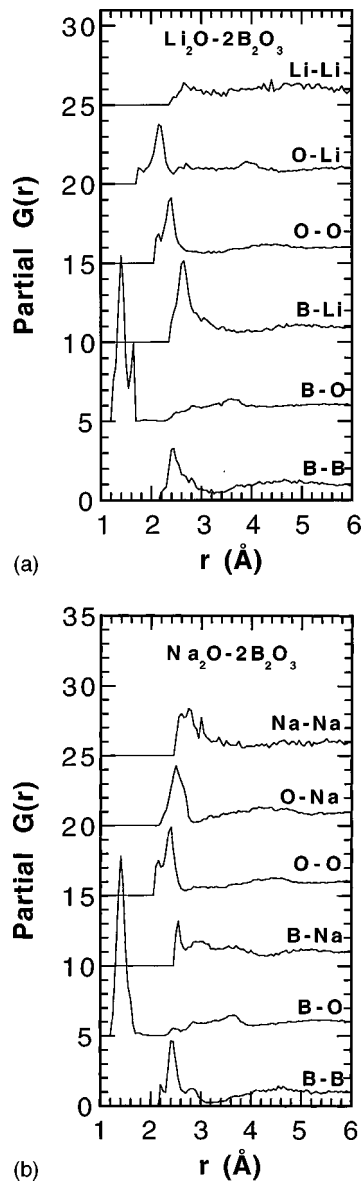 Li₂O-2B₂O₃
Li-Li
O-Li
O-O
B-Li
B-O
B-B
30
25
20
15
10
5
0
Partial G(r)
1 2 3 4 5 6
r (Å)
(a)
Na₂O-2B₂O₃
Na-Na
O-Na
O-O
B-Na
B-O
B-B
35
30
25
20
15
10
5
0
Partial G(r)
1 2 3 4 5 6
r (Å)
(b)